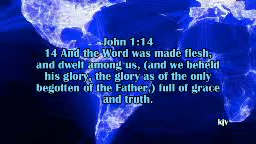 John 1:14
14 And the Word was made flesh,
and dwelt among us, (and we beheld
his glory, the glory as of the only
begotten of the Father,) full of grace
and truth.
kjv